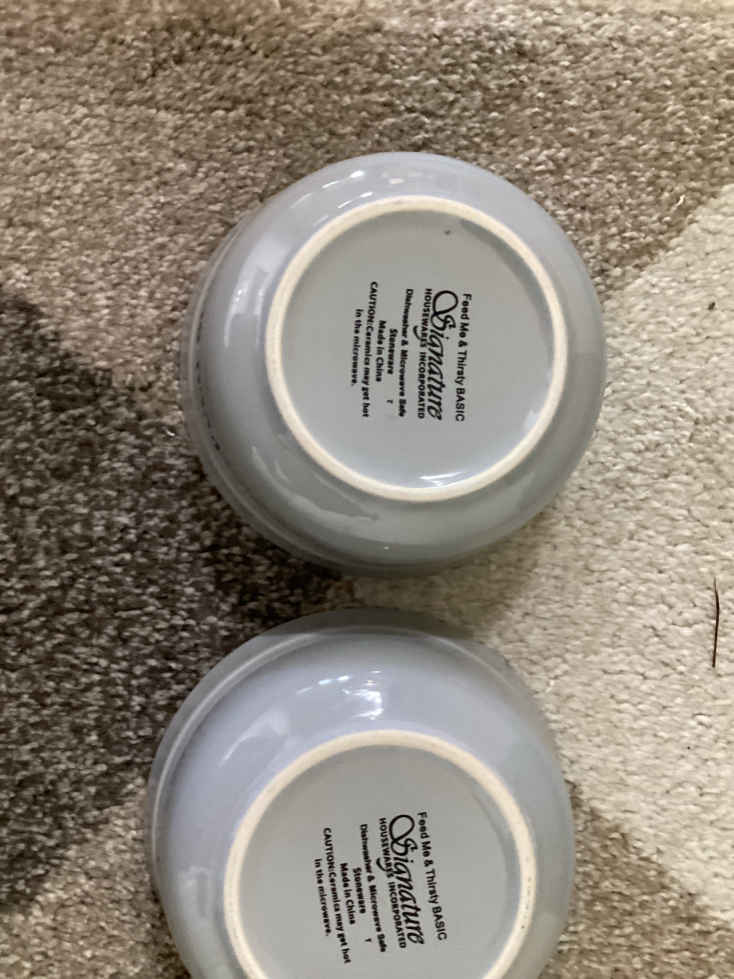 Feed Me & Thirsty BASIC
Signature
HOUSEWARES INCORPORATED
Dishwasher & Microwave Safe
Stoneware
Made in China T
CAUTION:Ceramics may get hot
in the microwave.
Feed Me & Thirsty BASIC
Signature
HOUSEWARES INCORPORATED
Dishwasher & Microwave Safe
Stoneware
Made in China T
CAUTION:Ceramics may get hot
in the microwave.